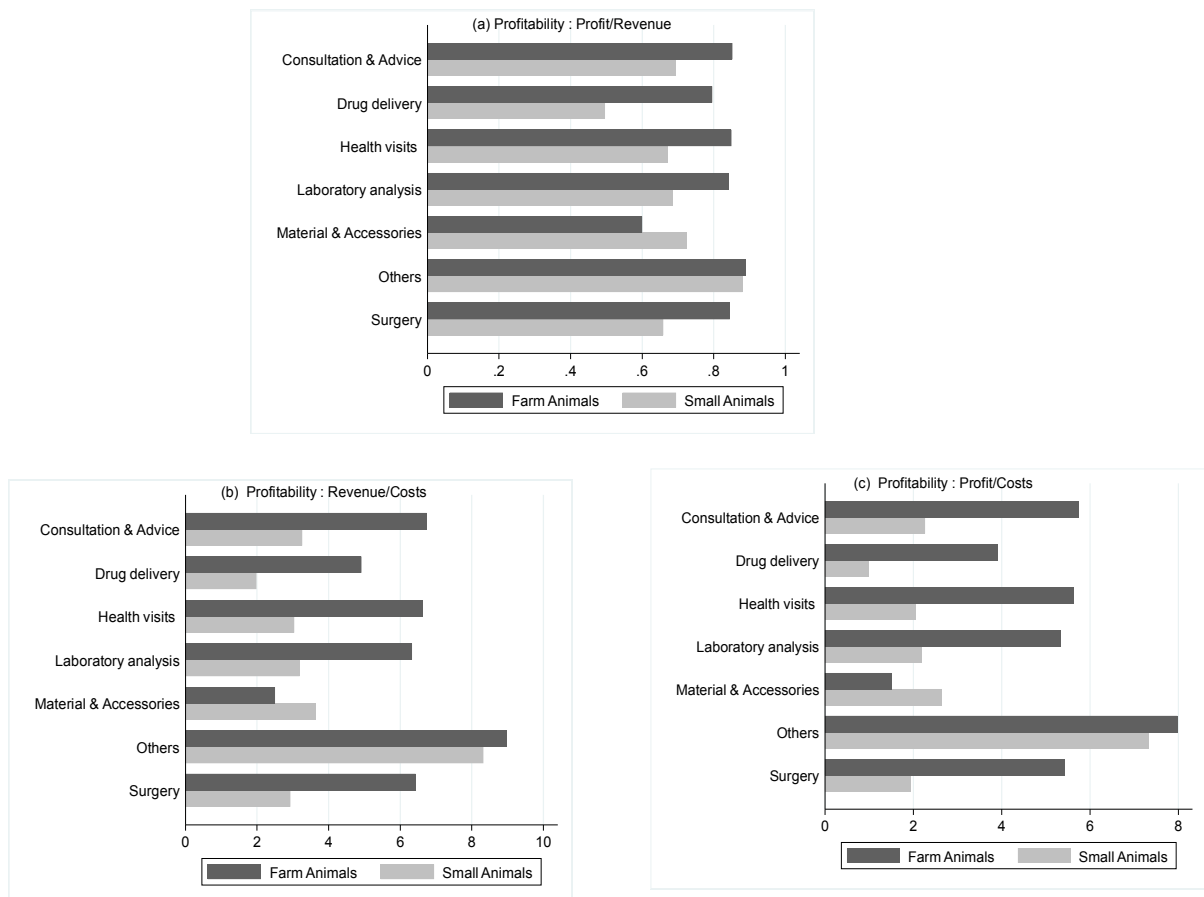 (a) Profitability : Profit/Revenue
Consultation & Advice
Drug delivery
Health visits
Laboratory analysis
Material & Accessories
Others
Surgery
0 .2 .4 .6 .8 1
Farm Animals Small Animals
(b) Profitability : Revenue/Costs
Consultation & Advice
Drug delivery
Health visits
Laboratory analysis
Material & Accessories
Others
Surgery
0 2 4 6 8 10
Farm Animals Small Animals
(c) Profitability : Profit/Costs
Consultation & Advice
Drug delivery
Health visits
Laboratory analysis
Material & Accessories
Others
Surgery
0 2 4 6 8
Farm Animals Small Animals